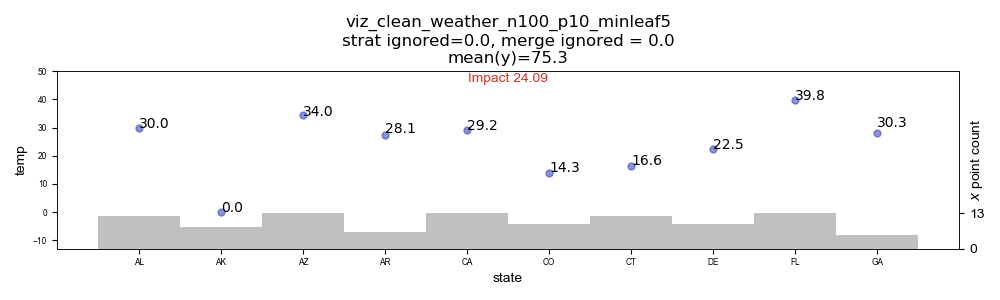 viz_clean_weather_n100_p10_minleaf5
strat ignored=0.0, merge ignored = 0.0
mean(y)=75.3
Impact 24.09
50
40
30
20
10
0
−10
temp
30.0
0.0
34.0
28.1
29.2
14.3
16.6
22.5
39.8
30.3
13
0
x point count
AL
AK
AZ
AR
CA
CO
CT
DE
FL
GA
state